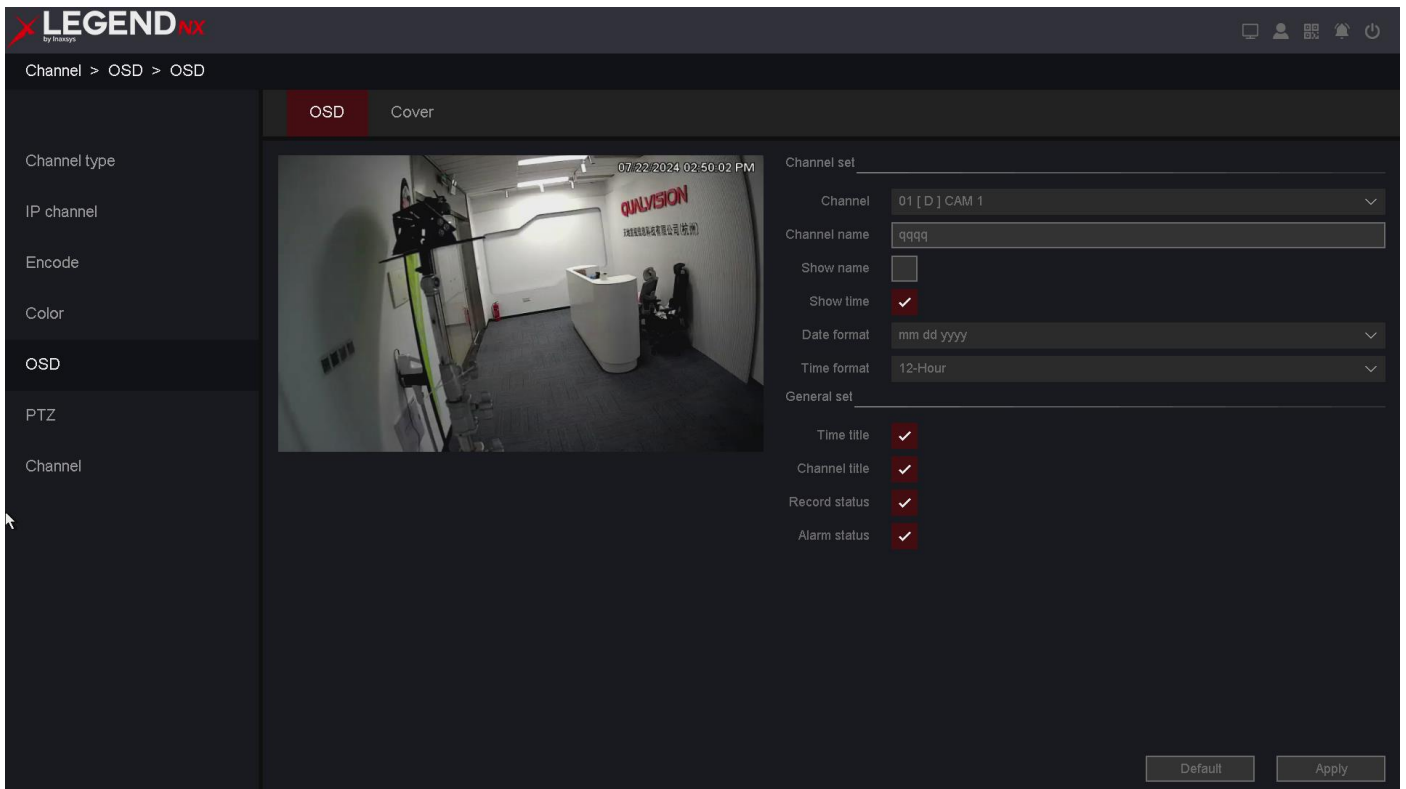 LEGEND NX
by Inaxsys
Channel > OSD > OSD
OSD
Cover
Channel type
IP channel
Encode
Color
OSD
PTZ
Channel
07 22 2024 02:50:02 PM
QUALVISION
Channel set
Channel
01 [ D ] CAM 1
Channel name
qqqq
Show name
Show time
Date format
mm dd yyyy
Time format
12-Hour
General set
Time title
Channel title
Record status
Alarm status
Default
Apply